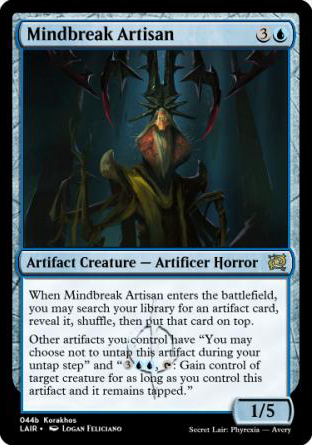 Mindbreak Artisan 3
Artifact Creature — Artificer Horror
When Mindbreak Artisan enters the battlefield,
you may search your library for an artifact card,
reveal it, shuffle, then put that card on top.
Other artifacts you control have “You may
choose not to untap this artifact during your
untap step” and “3, : Gain control of
target creature for as long as you control this
artifact and it remains tapped.”
1/5
044b Korakhos
LAIR • Logan Feliciano
Secret Lair: Phyrexia — Avery